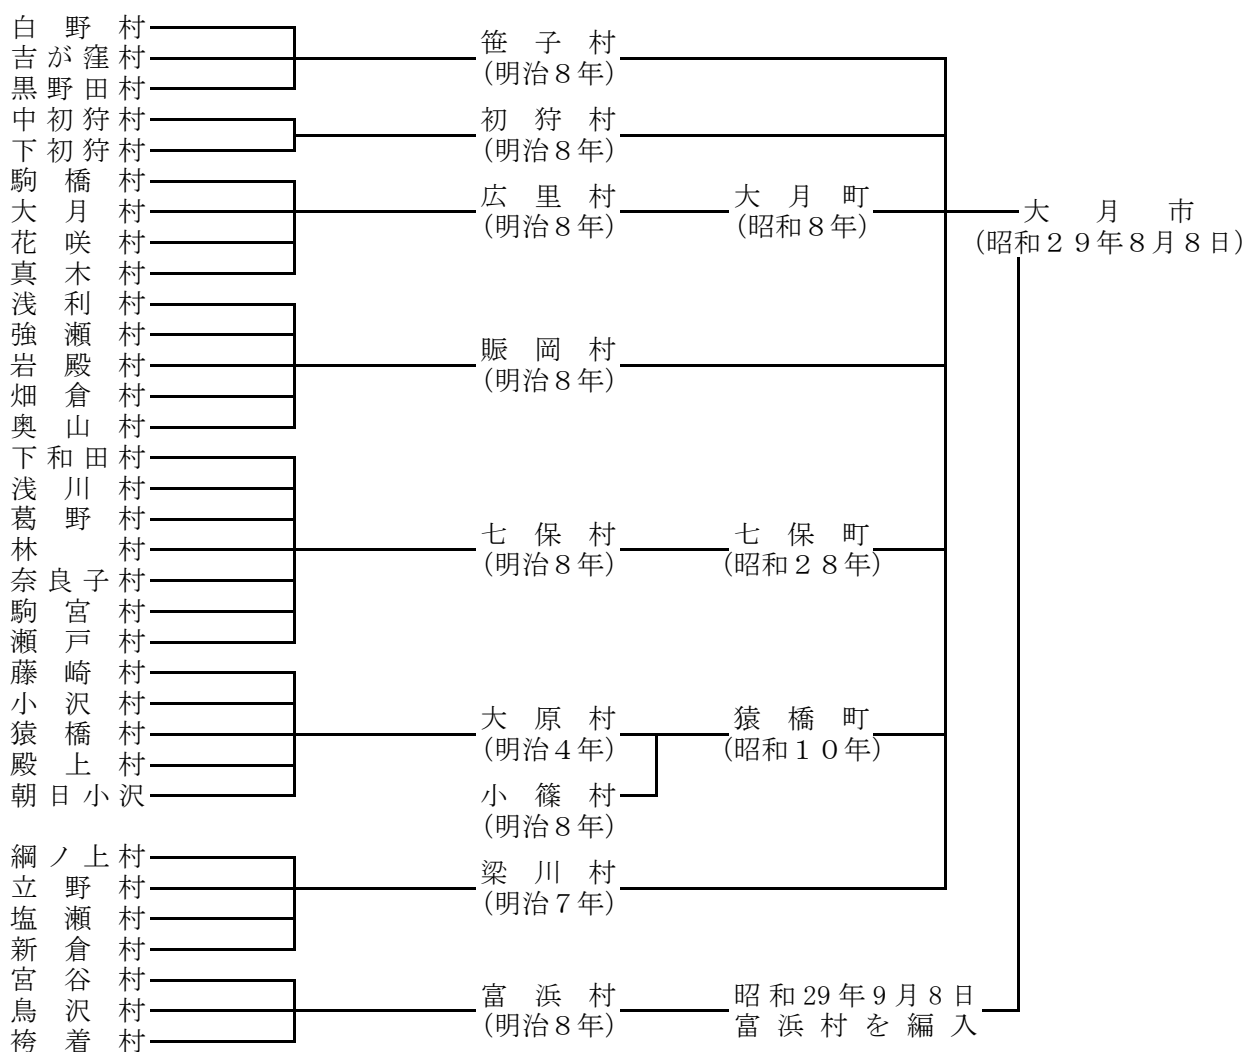 白野村
吉が窪村
黒野田村
中初狩村
下初狩村
駒橋村
大月村
花咲村
真木村
浅利村
強瀬村
岩殿村
畑倉村
奥山村
下和田村
浅川村
葛野村
林村
奈良子村
駒宮村
瀬戸村
藤崎村
小沢村
猿橋村
殿上村
朝日小沢
綱ノ上村
立野村
塩瀬村
新倉村
宮谷村
鳥沢村
袴着村
笹子村
(明治8年)
初狩村
(明治8年)
広里村
(明治8年)
賑岡村
(明治8年)
七保村
(明治8年)
大原村
(明治4年)
小篠村
(明治8年)
梁川村
(明治7年)
富浜村
(明治8年)
大月町
(昭和8年)
七保町
(昭和28年)
猿橋町
(昭和10年)
昭和29年9月8日
富浜村を編入
大月市
(昭和29年8月8日)